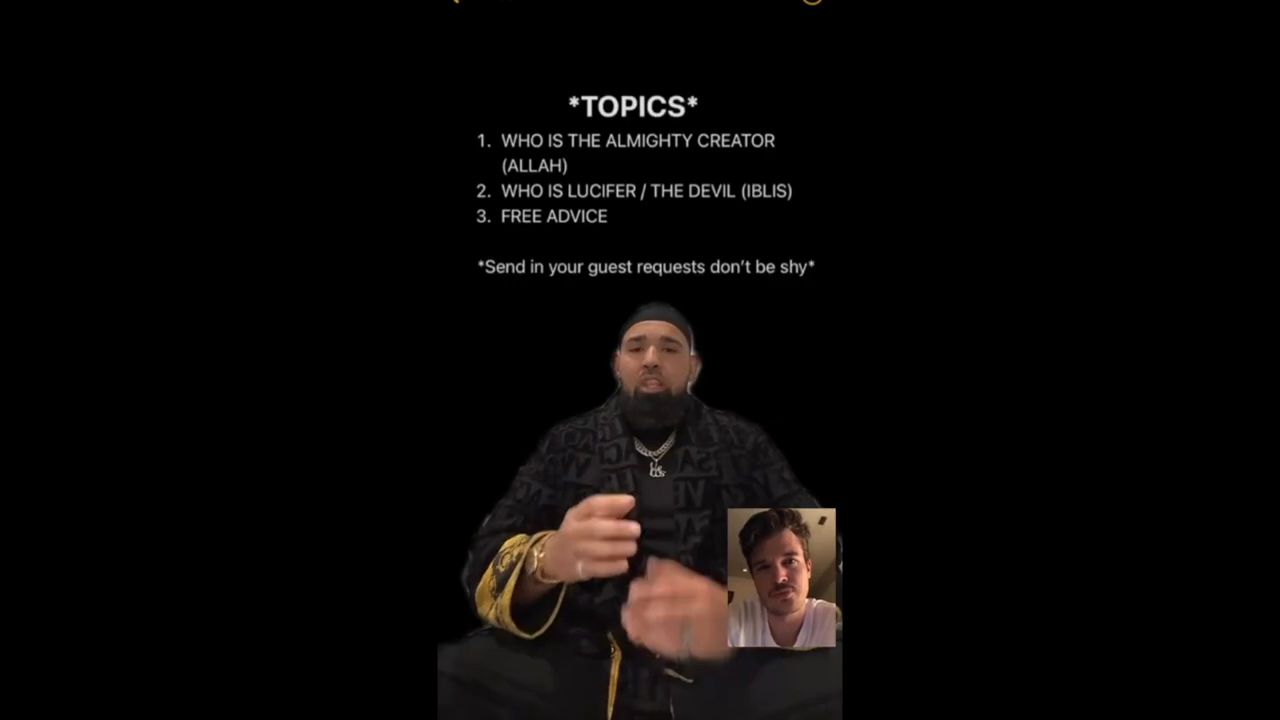 *TOPICS*
1. WHO IS THE ALMIGHTY CREATOR
(ALLAH)
2. WHO IS LUCIFER / THE DEVIL (IBLIS)
3. FREE ADVICE
*Send in your guest requests don't be shy*